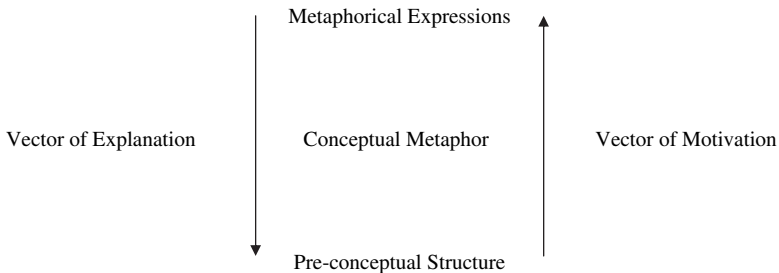 Metaphorical Expressions
Vector of Explanation
Conceptual Metaphor
Vector of Motivation
Pre-conceptual Structure